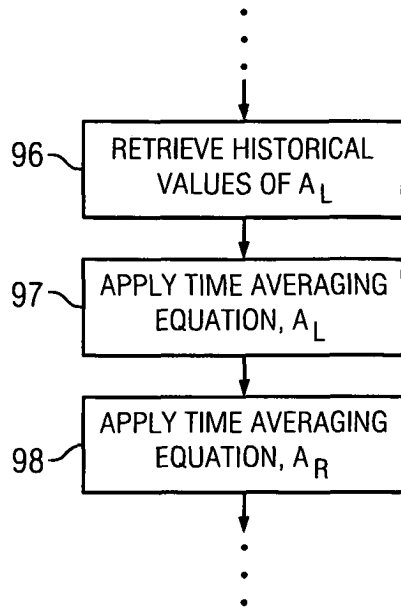 96
RETRIEVE HISTORICAL
VALUES OF A_L
97
APPLY TIME AVERAGING
EQUATION, A_L
98
APPLY TIME AVERAGING
EQUATION, A_R